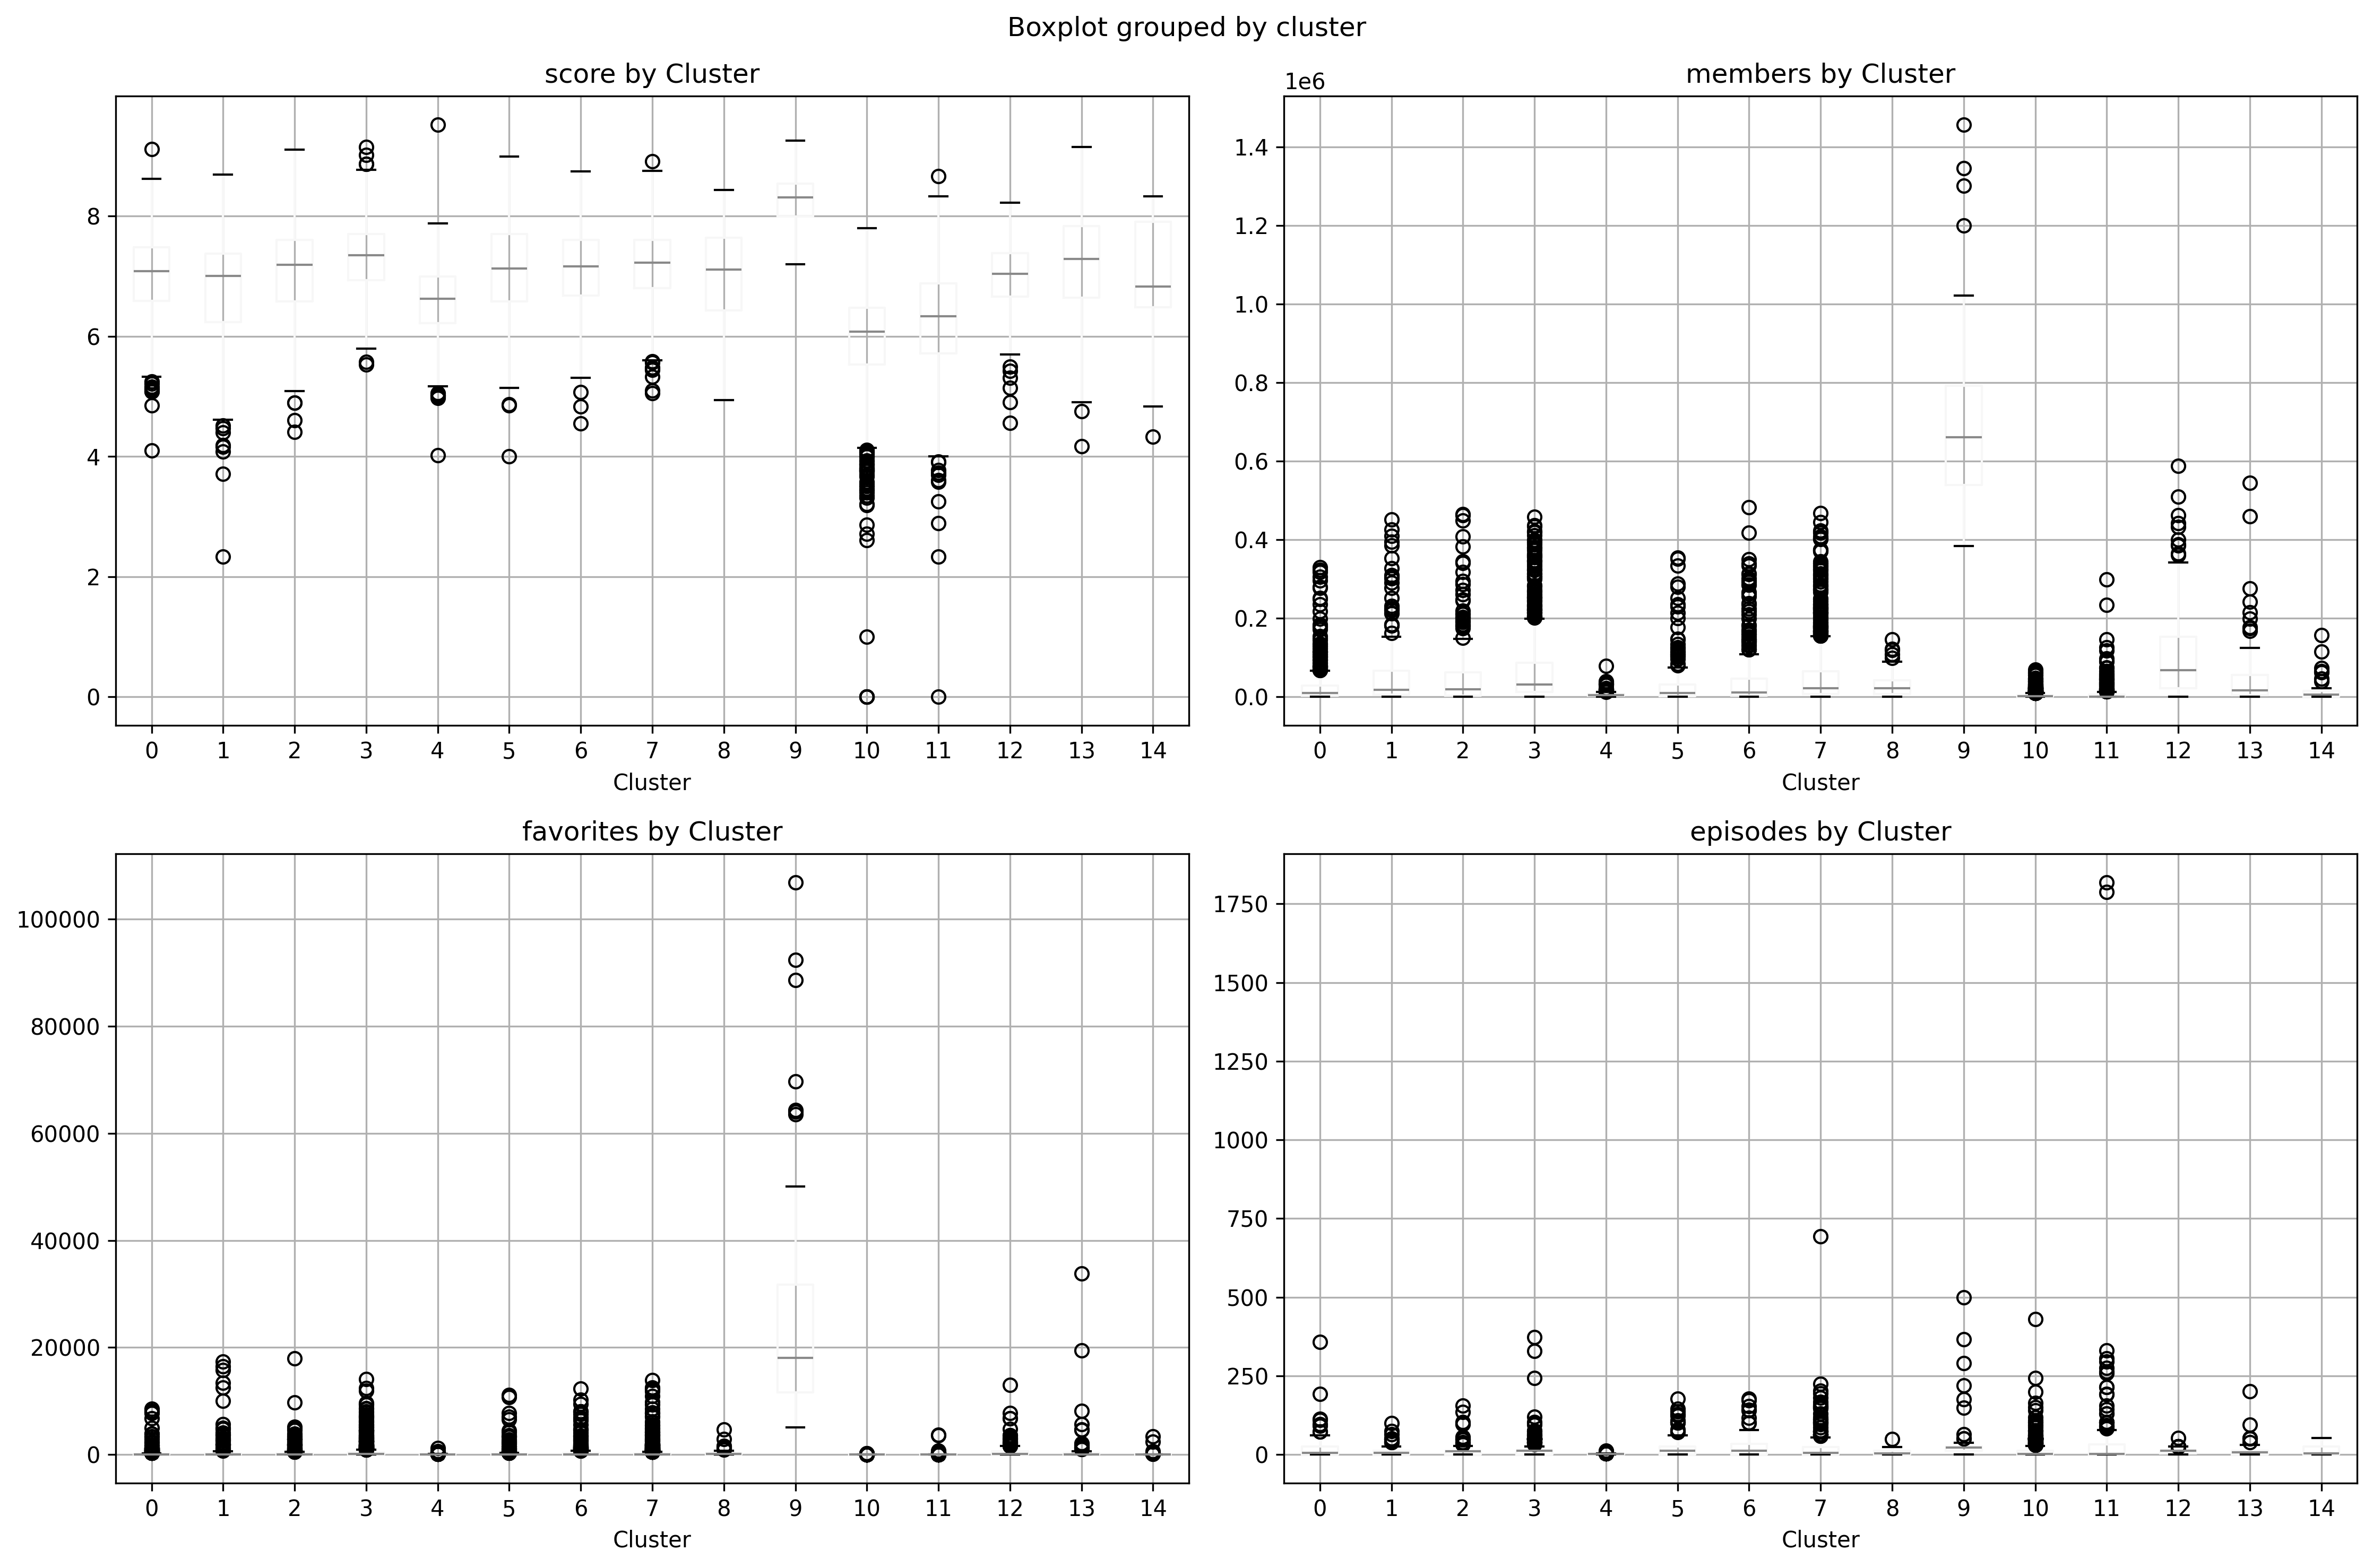 Boxplot grouped by cluster
score by Cluster
8
6
4
2
0
0 1 2 3 4 5 6 7 8 9 10 11 12 13 14
Cluster
members by Cluster
1e6
1.4
1.2
1.0
0.8
0.6
0.4
0.2
0.0
0 1 2 3 4 5 6 7 8 9 10 11 12 13 14
Cluster
favorites by Cluster
100000
80000
60000
40000
20000
0
0 1 2 3 4 5 6 7 8 9 10 11 12 13 14
Cluster
episodes by Cluster
1750
1500
1250
1000
750
500
250
0
0 1 2 3 4 5 6 7 8 9 10 11 12 13 14
Cluster